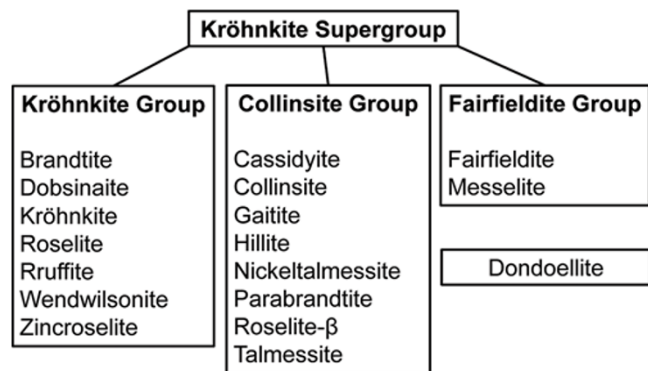 Kröhnkite Supergroup
Kröhnkite Group
Brandtite
Dobsinaite
Kröhnkite
Roselite
Rruffite
Wendwilsonite
Zincroselite
Collinsite Group
Cassidyite
Collinsite
Gaitite
Hillite
Nickeltalmessite
Parabrandtite
Roselite-β
Talmessite
Fairfieldite Group
Fairfieldite
Messelite
Dondoellite